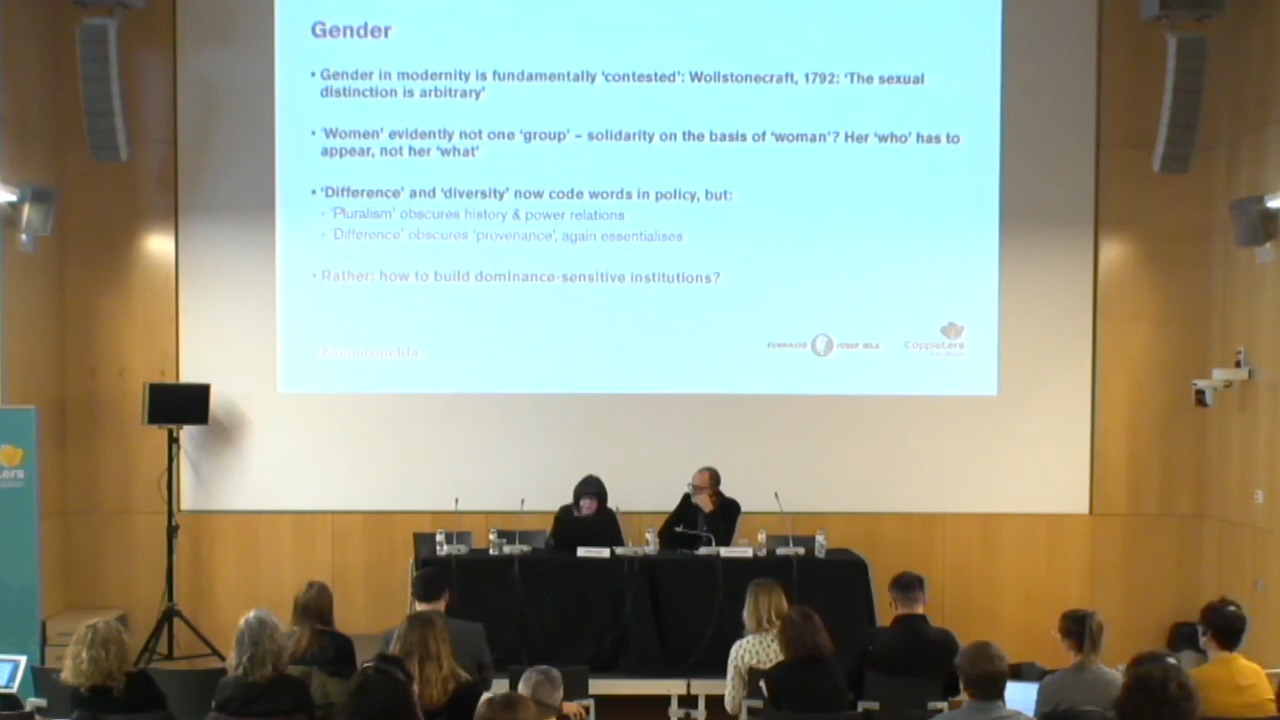 Gender
• Gender in modernity is fundamentally ‘contested’: Wollstonecraft, 1792: ‘The sexual
distinction is arbitrary’
• ‘Women’ evidently not one ‘group’ – solidarity on the basis of ‘woman’? Her ‘who’ has to
appear, not her ‘what’
• ‘Difference’ and ‘diversity’ now code words in policy, but:
- ‘Pluralism’ obscures history & power relations
- ‘Difference’ obscures ‘provenance’, again essentialises
• Rather: how to build dominance-sensitive institutions?
FUNDACIÓ JOSEP IRLA
Coppieters
ers